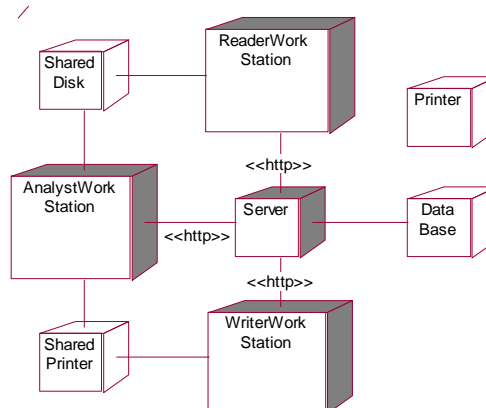 ReaderWork
Station
Shared
Disk
Printer
<<http>>
AnalystWork
Station
Server
Data
Base
<<http>>
<<http>>
WriterWork
Station
Shared
Printer